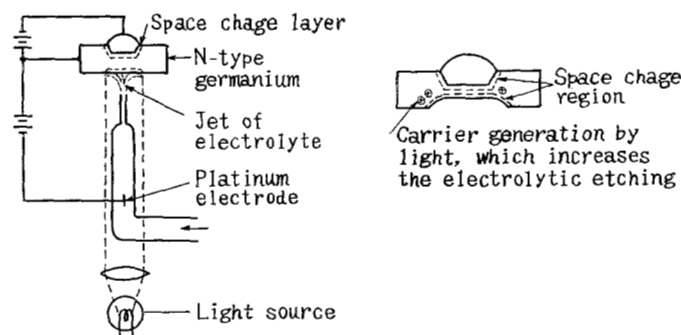 Space chage layer
N-type
germanium
Jet of
electrolyte
Platinum
electrode
Light source
Space chage
region
Carrier generation by
light, which increases
the electrolytic etching